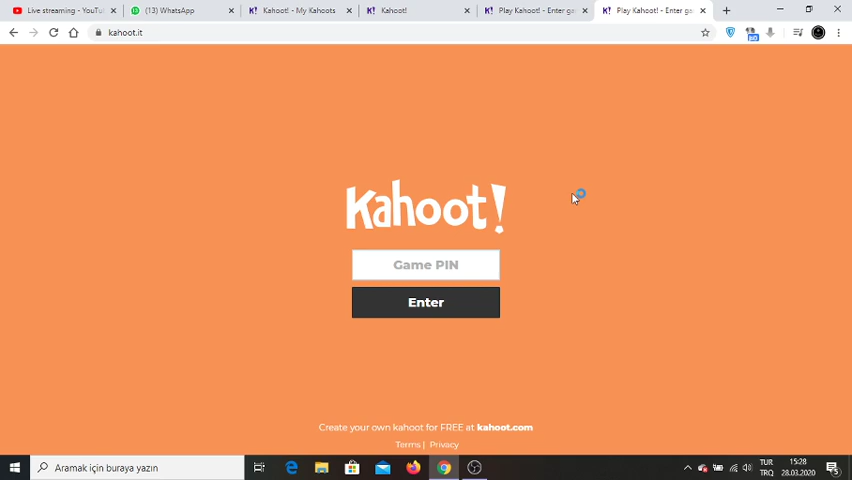 Live streaming - YouTu
(13) WhatsApp
K! Kahoot! - My Kahoots
K! Kahoot!
K! Play Kahoot! - Enter ga
K! Play Kahoot! - Enter ga
kahoot.it
Kahoot!
Game PIN
Enter
Create your own kahoot for FREE at kahoot.com
Terms | Privacy
Aramak için buraya yazın
TUR
TRQ
15:28
28.03.2020
5